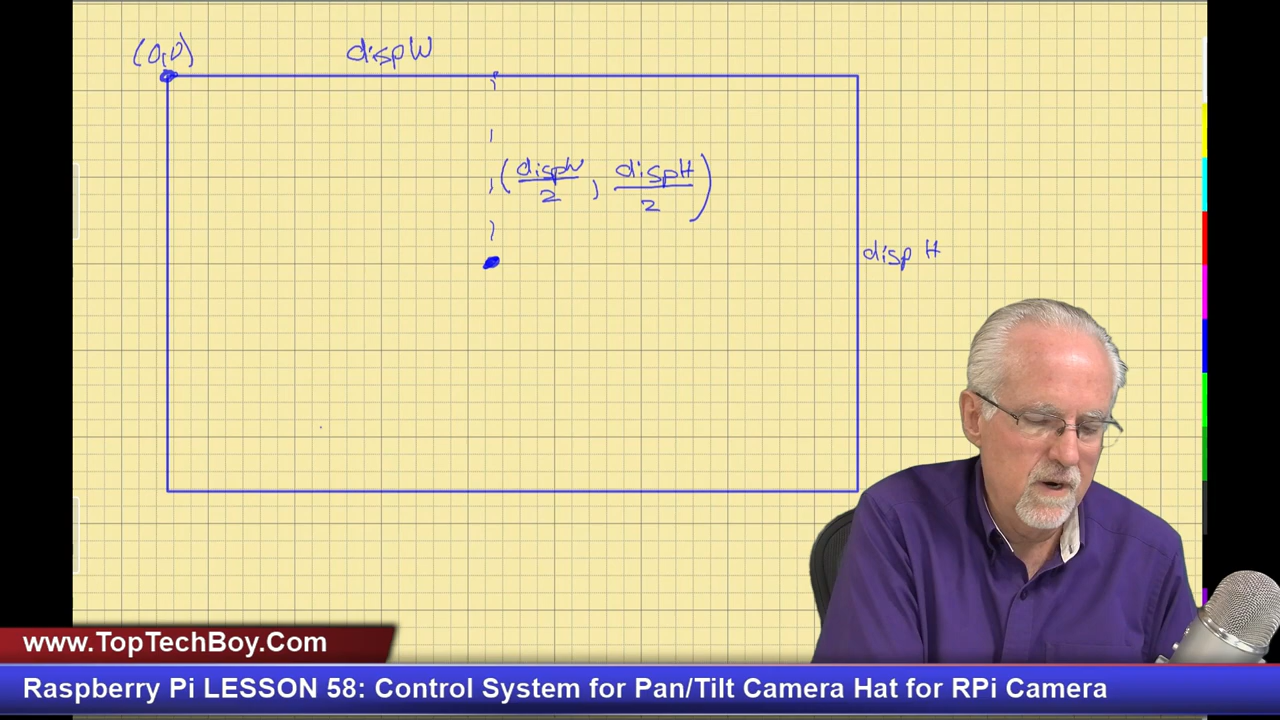 (0,0) dispW
(dispW/2, dispH/2)
disp H
www.TopTechBoy.Com
Raspberry Pi LESSON 58: Control System for Pan/Tilt Camera Hat for RPi Camera